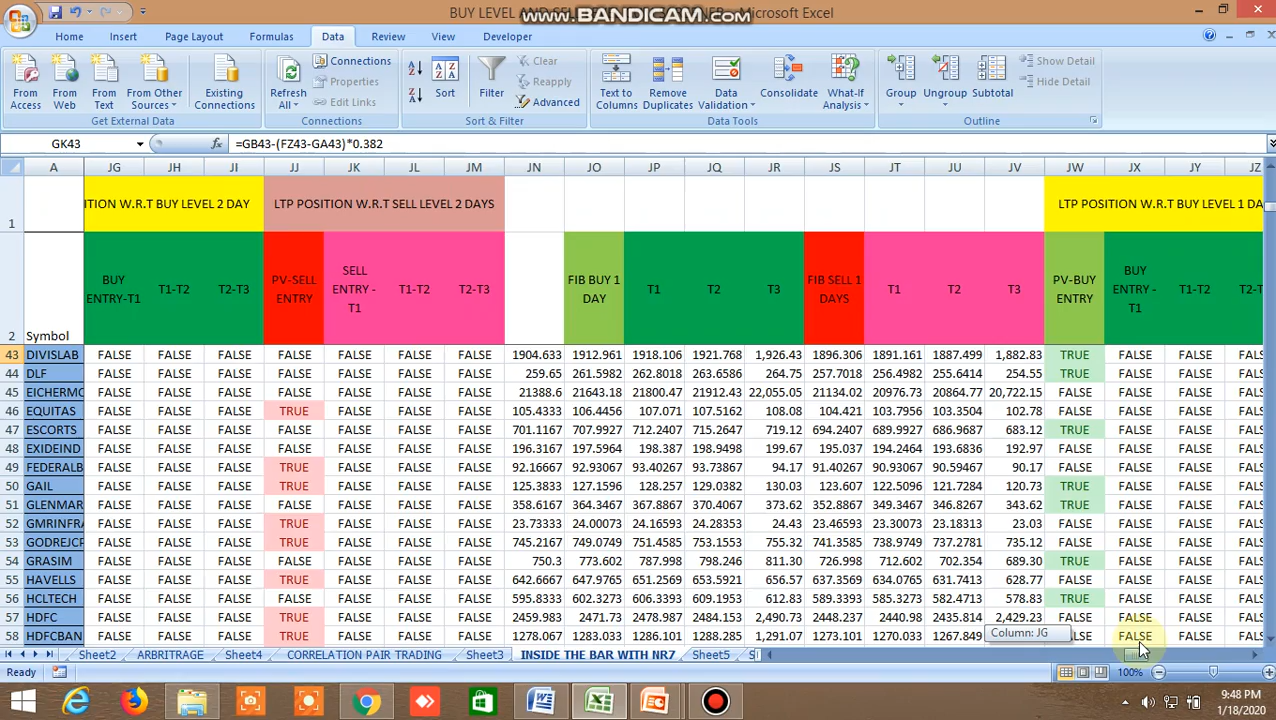 BUY LEVEL AN
www.BANDICAM.com
- Microsoft Excel
Home Insert Page Layout Formulas Data Review View Developer
From Access
From Web
From Text
From Other Sources
Existing Connections
Get External Data
Refresh All
Connections
Properties
Edit Links
Connections
Sort
Filter
Clear
Reapply
Advanced
Sort & Filter
Text to Columns
Remove Duplicates
Data Validation
Consolidate
What-If Analysis
Data Tools
Group
Ungroup
Subtotal
Show Detail
Hide Detail
Outline
GK43 fx =GB43-(FZ43-GA43)*0.382
A JG JH JI JJ JK JL JM JN JO JP JQ JR JS JT JU JV JW JX JY JZ
1 ITION W.R.T BUY LEVEL 2 DAY LTP POSITION W.R.T SELL LEVEL 2 DAYS LTP POSITION W.R.T BUY LEVEL 1 DA
2 Symbol BUY ENTRY-T1 T1-T2 T2-T3 PV-SELL ENTRY SELL ENTRY - T1 T1-T2 T2-T3 FIB BUY 1 DAY T1 T2 T3 FIB SELL 1 DAYS T1 T2 T3 PV-BUY ENTRY BUY ENTRY - T1 T1-T2 T2-T
43 DIVISLAB FALSE FALSE FALSE FALSE FALSE FALSE FALSE 1904.633 1912.961 1918.106 1921.768 1,926.43 1896.306 1891.161 1887.499 1,882.83 TRUE FALSE FALSE FALS
44 DLF FALSE FALSE FALSE FALSE FALSE FALSE FALSE 259.65 261.5982 262.8018 263.6586 264.75 257.7018 256.4982 255.6414 254.55 TRUE FALSE FALSE FALS
45 EICHERMO FALSE FALSE FALSE FALSE FALSE FALSE FALSE 21388.6 21643.18 21800.47 21912.43 22,055.05 21134.02 20976.73 20864.77 20,722.15 FALSE FALSE FALSE FALS
46 EQUITAS FALSE FALSE FALSE TRUE FALSE FALSE FALSE 105.4333 106.4456 107.071 107.5162 108.08 104.421 103.7956 103.3504 102.78 FALSE FALSE FALSE FALS
47 ESCORTS FALSE FALSE FALSE FALSE FALSE FALSE FALSE 701.1167 707.9927 712.2407 715.2647 719.12 694.2407 689.9927 686.9687 683.12 TRUE FALSE FALSE FALS
48 EXIDEIND FALSE FALSE FALSE FALSE FALSE FALSE FALSE 196.3167 197.5964 198.387 198.9498 199.67 195.037 194.2464 193.6836 192.97 FALSE FALSE FALSE FALS
49 FEDERALB FALSE FALSE FALSE TRUE FALSE FALSE FALSE 92.16667 92.93067 93.40267 93.73867 94.17 91.40267 90.93067 90.59467 90.17 FALSE FALSE FALSE FALS
50 GAIL FALSE FALSE FALSE TRUE FALSE FALSE FALSE 125.3833 127.1596 128.257 129.0382 130.03 123.607 122.5096 121.7284 120.73 TRUE FALSE FALSE FALS
51 GLENMAR FALSE FALSE FALSE FALSE FALSE FALSE FALSE 358.6167 364.3467 367.8867 370.4067 373.62 352.8867 349.3467 346.8267 343.62 TRUE FALSE FALSE FALS
52 GMRINFRA FALSE FALSE FALSE TRUE FALSE FALSE FALSE 23.73333 24.00073 24.16593 24.28353 24.43 23.46593 23.30073 23.18313 23.03 FALSE FALSE FALSE FALS
53 GODREJCP FALSE FALSE FALSE TRUE FALSE FALSE FALSE 745.2167 749.0749 751.4585 753.1553 755.32 741.3585 738.9749 737.2781 735.12 FALSE FALSE FALSE FALS
54 GRASIM FALSE FALSE FALSE FALSE FALSE FALSE FALSE 750.3 773.602 787.998 798.246 811.30 726.998 712.602 702.354 689.30 TRUE FALSE FALSE FALS
55 HAVELLS FALSE FALSE FALSE TRUE FALSE FALSE FALSE 642.6667 647.9765 651.2569 653.5921 656.57 637.3569 634.0765 631.7413 628.77 FALSE FALSE FALSE FALS
56 HCLTECH FALSE FALSE FALSE FALSE FALSE FALSE FALSE 595.8333 602.3273 606.3393 609.1953 612.83 589.3393 585.3273 582.4713 578.83 TRUE FALSE FALSE FALS
57 HDFC FALSE FALSE FALSE TRUE FALSE FALSE FALSE 2459.983 2471.73 2478.987 2484.153 2,490.73 2448.237 2440.98 2435.814 2,429.23 FALSE FALSE FALSE FALS
58 HDFCBAN FALSE FALSE FALSE TRUE FALSE FALSE FALSE 1278.067 1283.033 1286.101 1288.285 1,291.07 1273.101 1270.033 1267.849 FALSE FALSE FALS
Column: JG
Sheet2 ARBITRAGE Sheet4 CORRELATION PAIR TRADING Sheet3 INSIDE THE BAR WITH NR7 Sheet5 S
Ready 100%
9:48 PM
1/18/2020